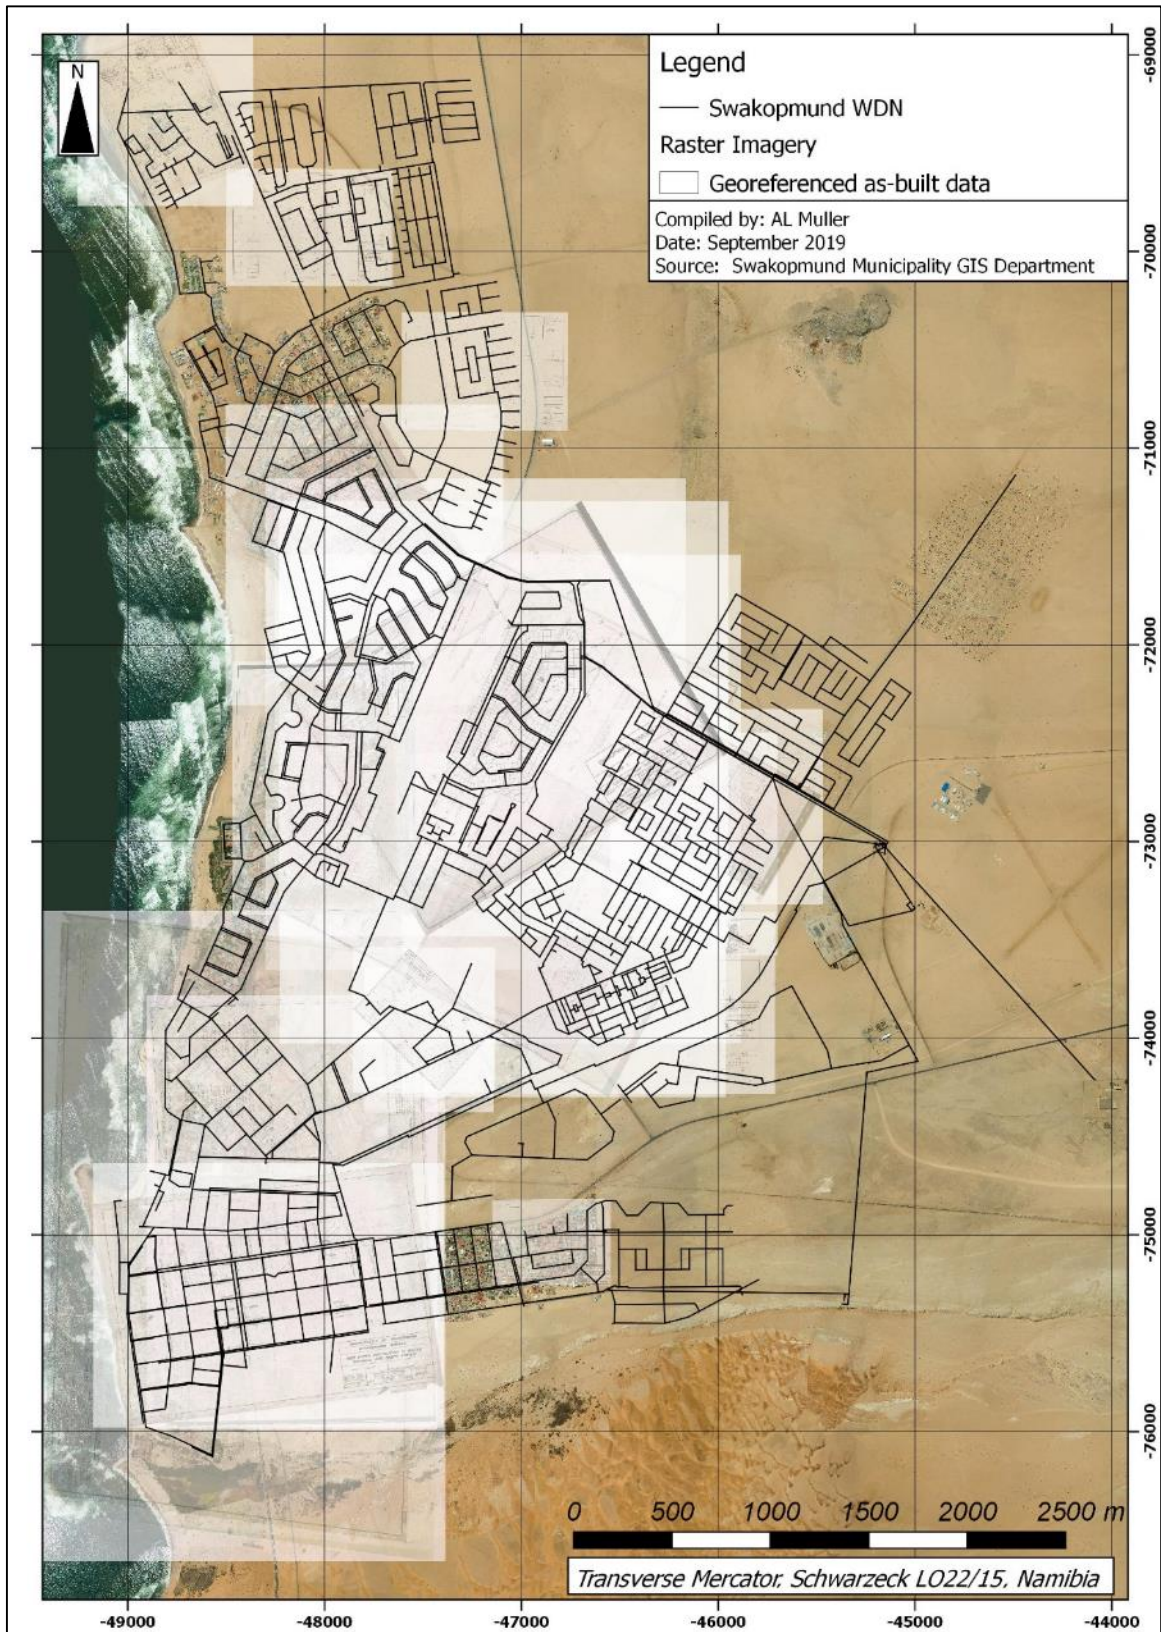 N
Legend
Swakopmund WDN
Raster Imagery
Georeferenced as-built data
Compiled by: AL Muller
Date: September 2019
Source: Swakopmund Municipality GIS Department
-69000
-70000
-71000
-72000
-73000
-74000
-75000
-76000
0 500 1000 1500 2000 2500 m
Transverse Mercator, Schwarzeck LO22/15, Namibia
-49000 -48000 -47000 -46000 -45000 -44000